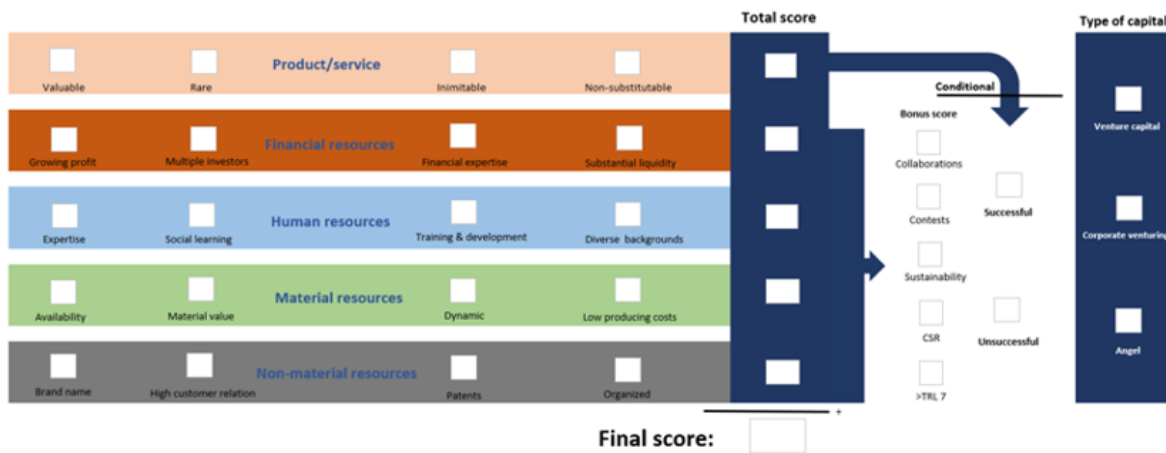 Total score
Type of capital
Product/service
Valuable
Rare
Inimitable
Non-substitutable
Conditional
Bonus score
Venture capital
Financial resources
Growing profit
Multiple investors
Financial expertise
Substantial liquidity
Collaborations
Human resources
Expertise
Social learning
Training & development
Diverse backgrounds
Contests
Successful
Corporate venturing
Sustainability
Material resources
Availability
Material value
Dynamic
Low producing costs
CSR
Unsuccessful
Angel
Non-material resources
Brand name
High customer relation
Patents
Organized
>TRL 7
+
Final score: